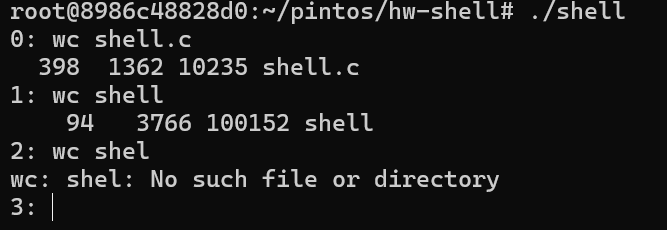 root@8986c48828d0:~/pintos/hw-shell# ./shell
0: wc shell.c
  398  1362 10235 shell.c
1: wc shell
    94   3766 100152 shell
2: wc shel
wc: shel: No such file or directory
3: